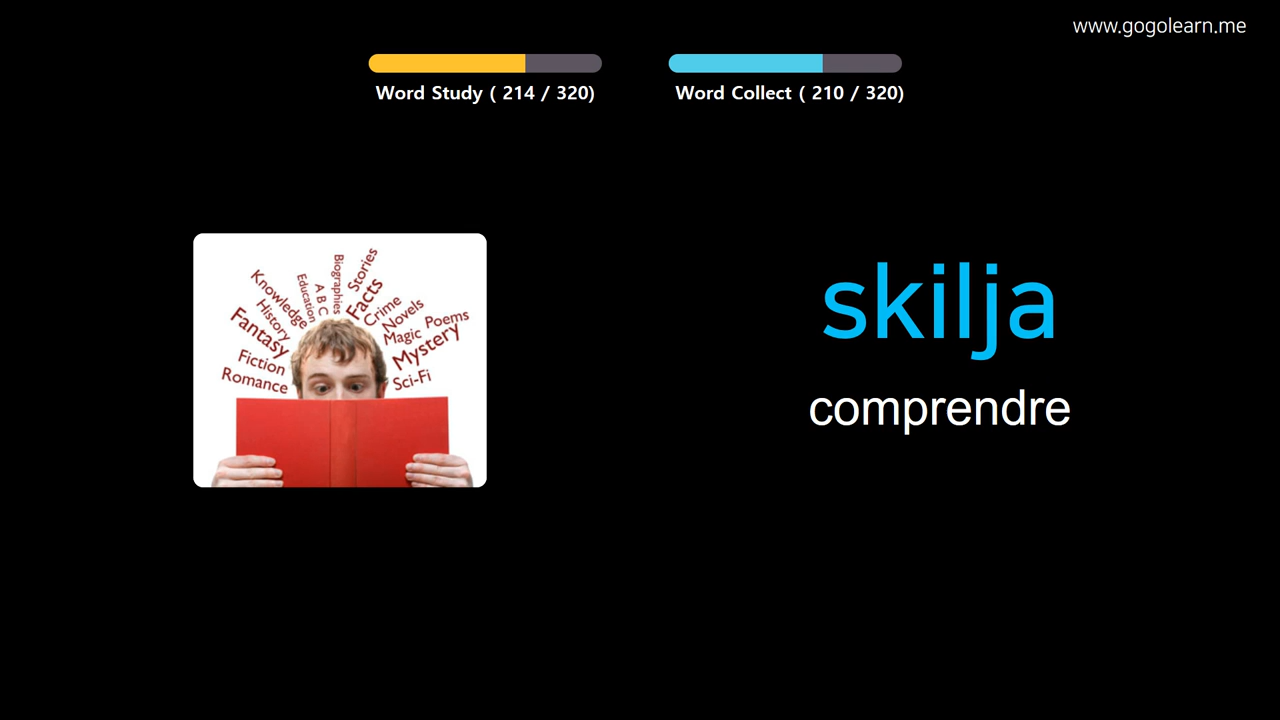 www.gogolearn.me
Word Study ( 214 / 320)
Word Collect ( 210 / 320)
Knowledge
History
Fantasy
Fiction
Romance
Education
A B C
Biographies
Stories
Facts
Crime
Novels
Magic
Poems
Mystery
Sci-Fi
skilja
comprendre